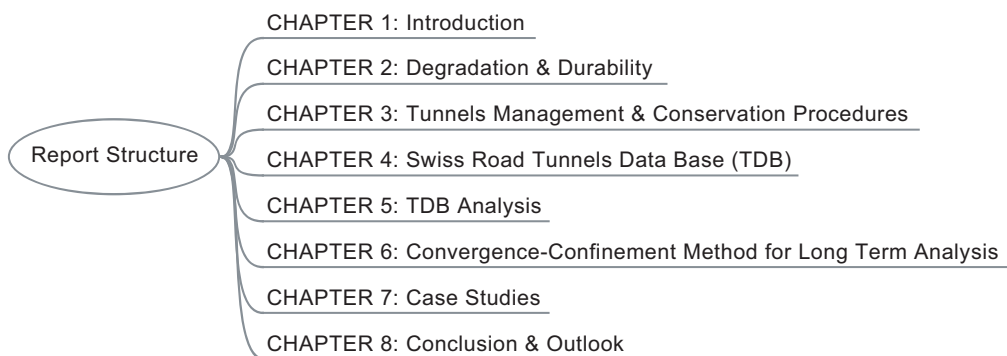 CHAPTER 1: Introduction
CHAPTER 2: Degradation & Durability
CHAPTER 3: Tunnels Management & Conservation Procedures
Report Structure
CHAPTER 4: Swiss Road Tunnels Data Base (TDB)
CHAPTER 5: TDB Analysis
CHAPTER 6: Convergence-Confinement Method for Long Term Analysis
CHAPTER 7: Case Studies
CHAPTER 8: Conclusion & Outlook